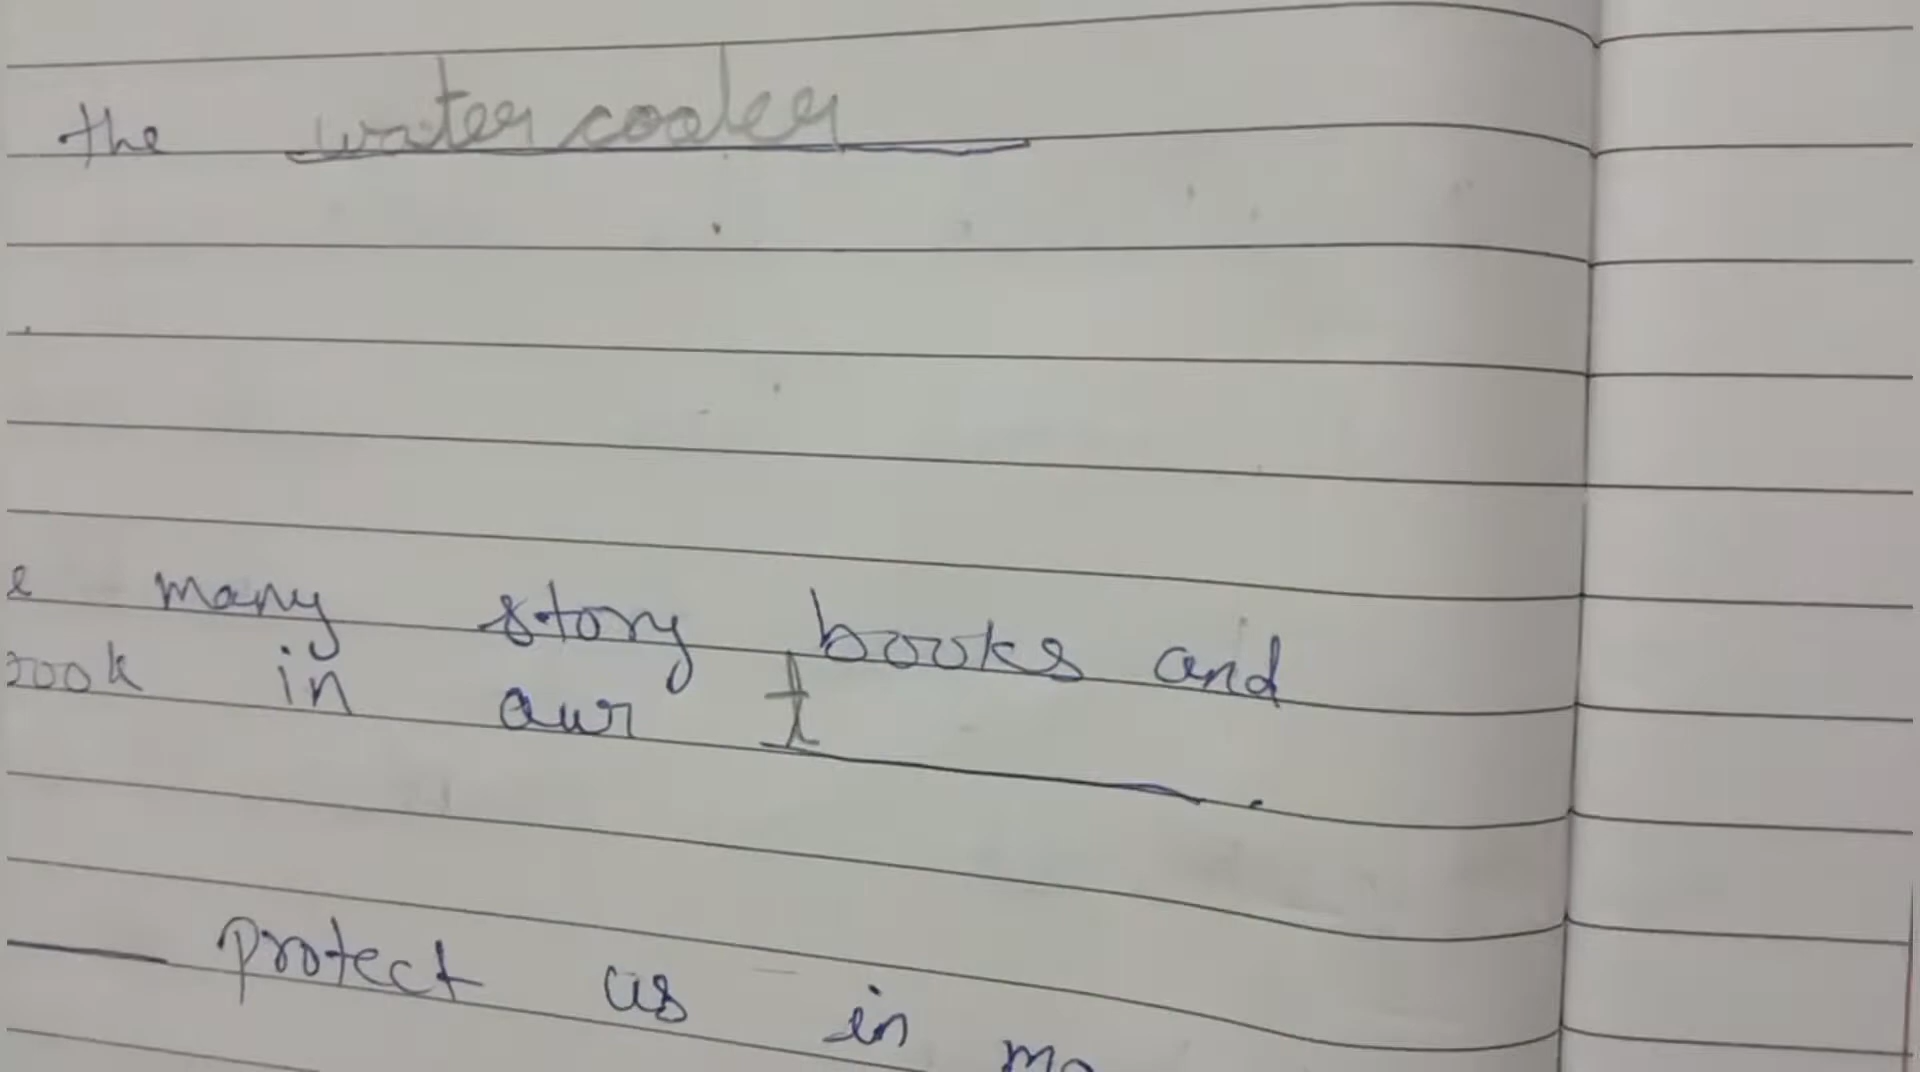 the water cooler
many story books and
in our t
protect us in